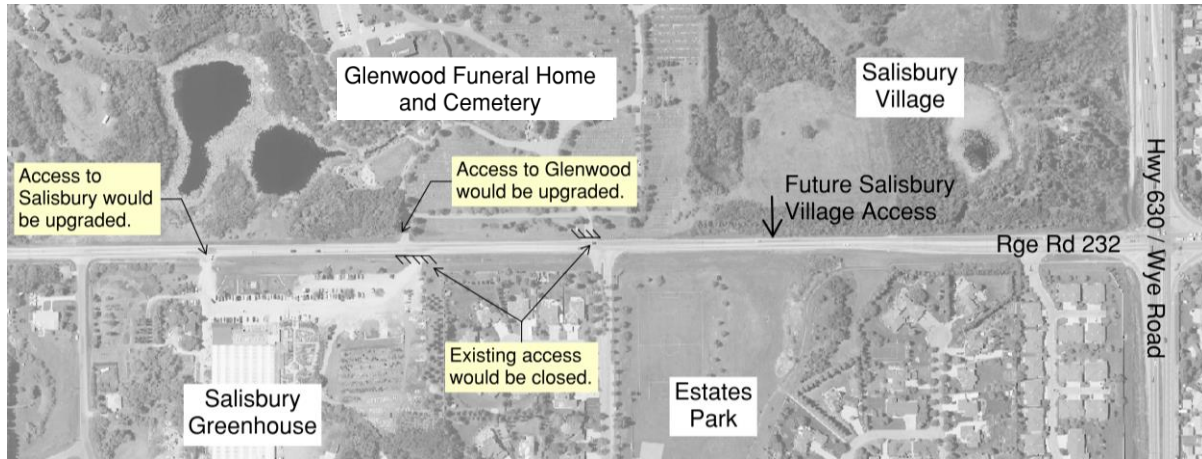 Glenwood Funeral Home
and Cemetery
Salisbury
Village
Access to
Salisbury would
be upgraded.
Access to Glenwood
would be upgraded.
Future Salisbury
Village Access
Rge Rd 232
Hwy 630 / Wye Road
Existing access
would be closed.
Salisbury
Greenhouse
Estates
Park